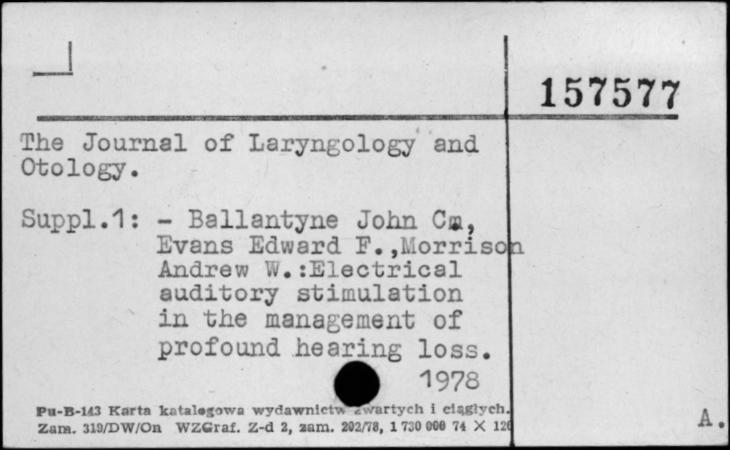 157577
The Journal of Laryngology and
Otology.
Suppl.1: - Ballantyne John C.,
Evans Edward F.,Morrison
Andrew W.:Electrical
auditory stimulation
in the management of
profound hearing loss.
1978
Pu-B-143 Karta katalogowa wydawnictw zwartych i ciągłych.
Zam. 319/DW/On WZGraf. Z-d 2, zam. 202/78, 1 730 000 74 X 126
A.